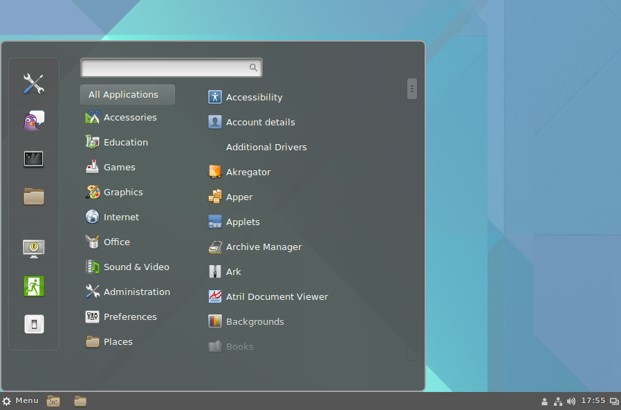 All Applications
Accessories
Education
Games
Graphics
Internet
Office
Sound & Video
Administration
Preferences
Places
Accessibility
Account details
Additional Drivers
Akregator
Apper
Applets
Archive Manager
Ark
Atril Document Viewer
Backgrounds
Books
Menu
17:55